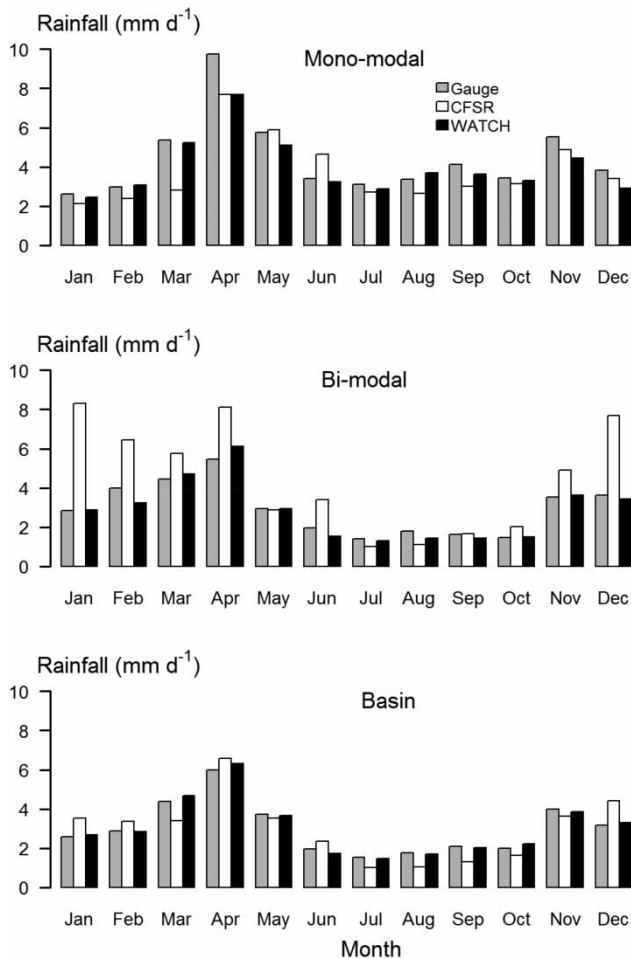 Rainfall (mm d⁻¹)
Mono-modal
Gauge
CFSR
WATCH
10
8
6
4
2
0
Jan Feb Mar Apr May Jun Jul Aug Sep Oct Nov Dec
Rainfall (mm d⁻¹)
Bi-modal
10
8
6
4
2
0
Jan Feb Mar Apr May Jun Jul Aug Sep Oct Nov Dec
Rainfall (mm d⁻¹)
Basin
10
8
6
4
2
0
Jan Feb Mar Apr May Jun Jul Aug Sep Oct Nov Dec
Month